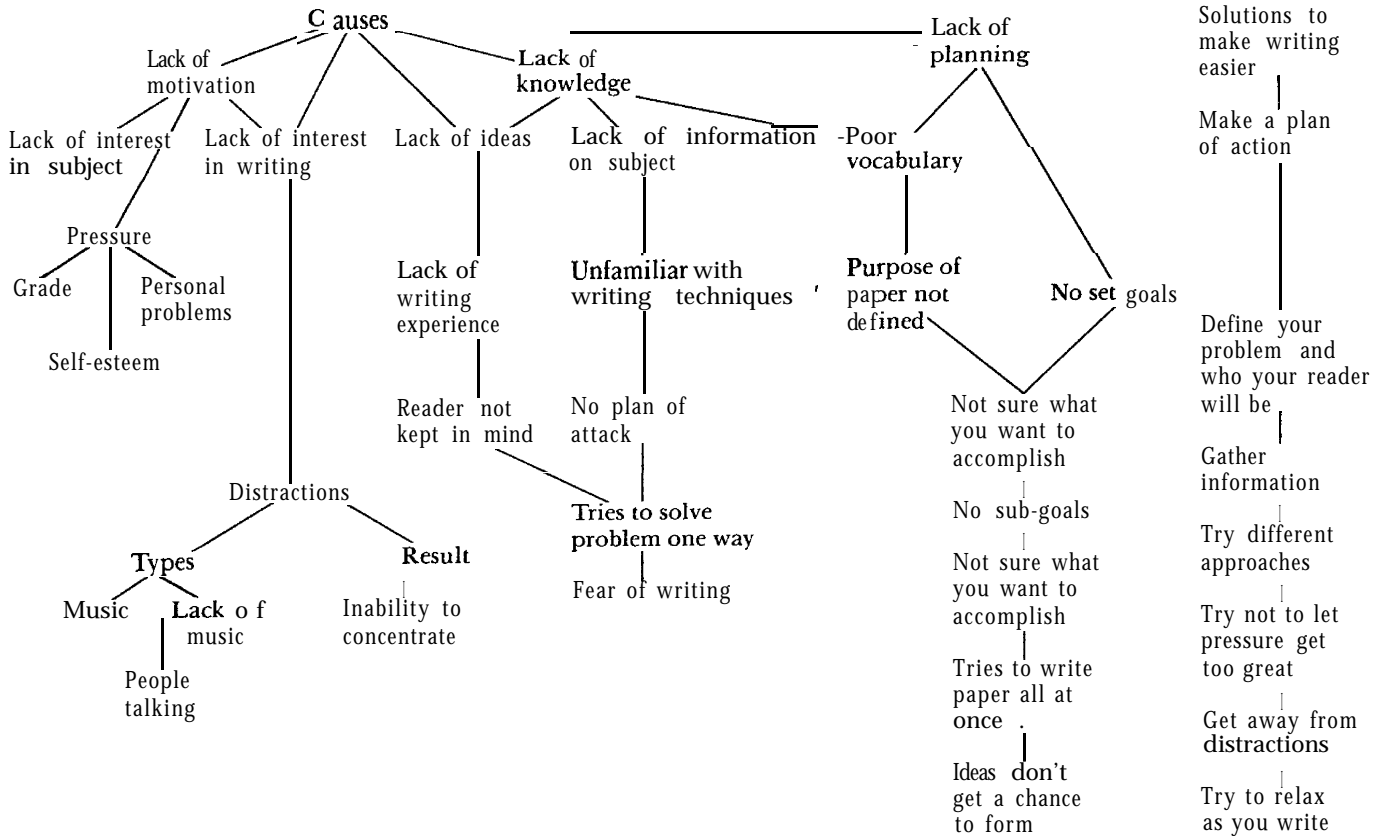 Causes
Lack of
motivation
Lack of
knowledge
Lack of
planning
Lack of interest
in subject
Lack of interest
in writing
Lack of ideas
Lack of information
on subject
-Poor
vocabulary
Pressure
Grade
Personal
problems
Self-esteem
Lack of
writing
experience
Unfamiliar with
writing techniques
Purpose of
paper not
defined
No set goals
Reader not
kept in mind
No plan of
attack
Not sure what
you want to
accomplish
Distractions
Tries to solve
problem one way
No sub-goals
Types
Result
Music
Lack of
music
Inability to
concentrate
Fear of writing
Not sure what
you want to
accomplish
People
talking
Tries to write
paper all at
once .
Ideas don't
get a chance
to form
Solutions to
make writing
easier
Make a plan
of action
Define your
problem and
who your reader
will be
Gather
information
Try different
approaches
Try not to let
pressure get
too great
Get away from
distractions
Try to relax
as you write